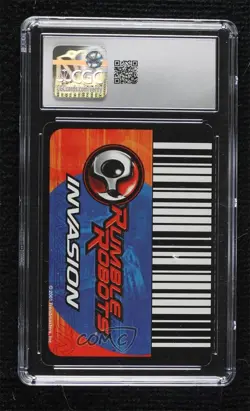 CGC
RUMBLE
ROBOTS
INVASION
COMC